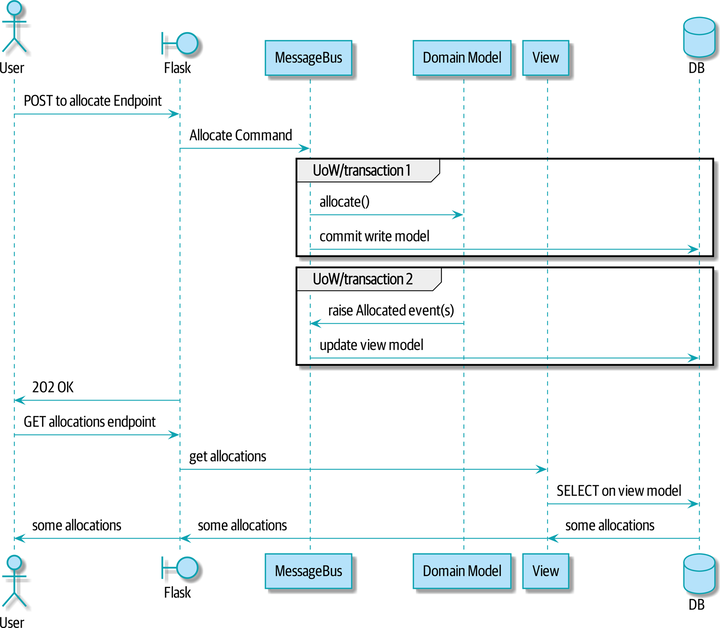 User
Flask
MessageBus
Domain Model
View
DB
POST to allocate Endpoint
Allocate Command
UoW/transaction 1
allocate()
commit write model
UoW/transaction 2
raise Allocated event(s)
update view model
202 OK
GET allocations endpoint
get allocations
SELECT on view model
some allocations
some allocations
some allocations
User
Flask
MessageBus
Domain Model
View
DB